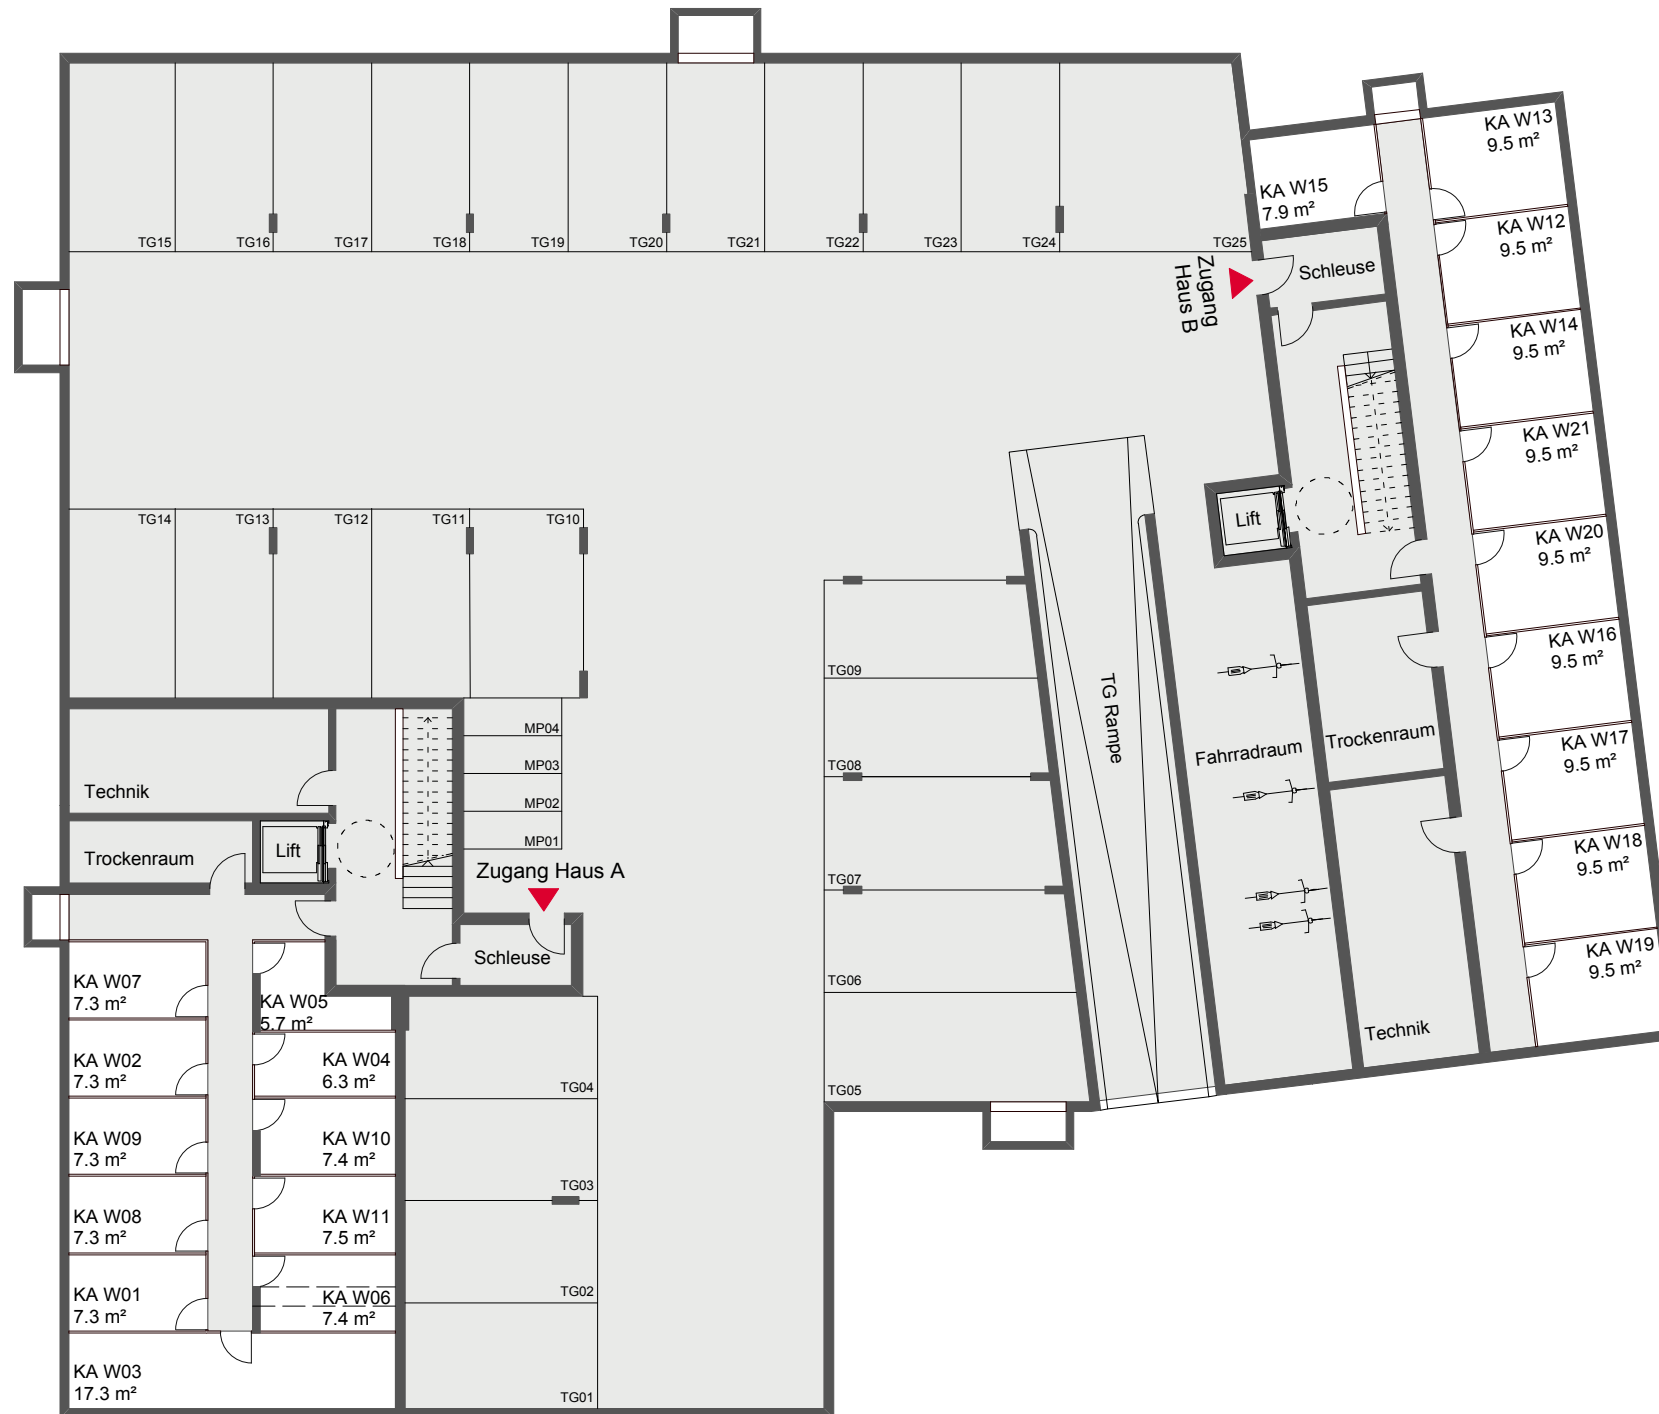 KA W13
9.5 m²
KA W15
7.9 m²
KA W12
9.5 m²
TG15
TG16
TG17
TG18
TG19
TG20
TG21
TG22
TG23
TG24
TG25
Zugang
Haus B
Schleuse
KA W14
9.5 m²
KA W21
9.5 m²
TG14
TG13
TG12
TG11
TG10
Lift
KA W20
9.5 m²
KA W16
9.5 m²
TG09
TG Rampe
MP04
MP03
MP02
MP01
TG08
Fahrradraum
Trockenraum
KA W17
9.5 m²
Technik
Trockenraum
Lift
Zugang Haus A
TG07
KA W18
9.5 m²
Schleuse
TG06
KA W19
9.5 m²
KA W07
7.3 m²
KA W05
5.7 m²
Technik
KA W02
7.3 m²
KA W04
6.3 m²
TG04
TG05
KA W09
7.3 m²
KA W10
7.4 m²
TG03
KA W08
7.3 m²
KA W11
7.5 m²
KA W01
7.3 m²
KA W06
7.4 m²
TG02
KA W03
17.3 m²
TG01